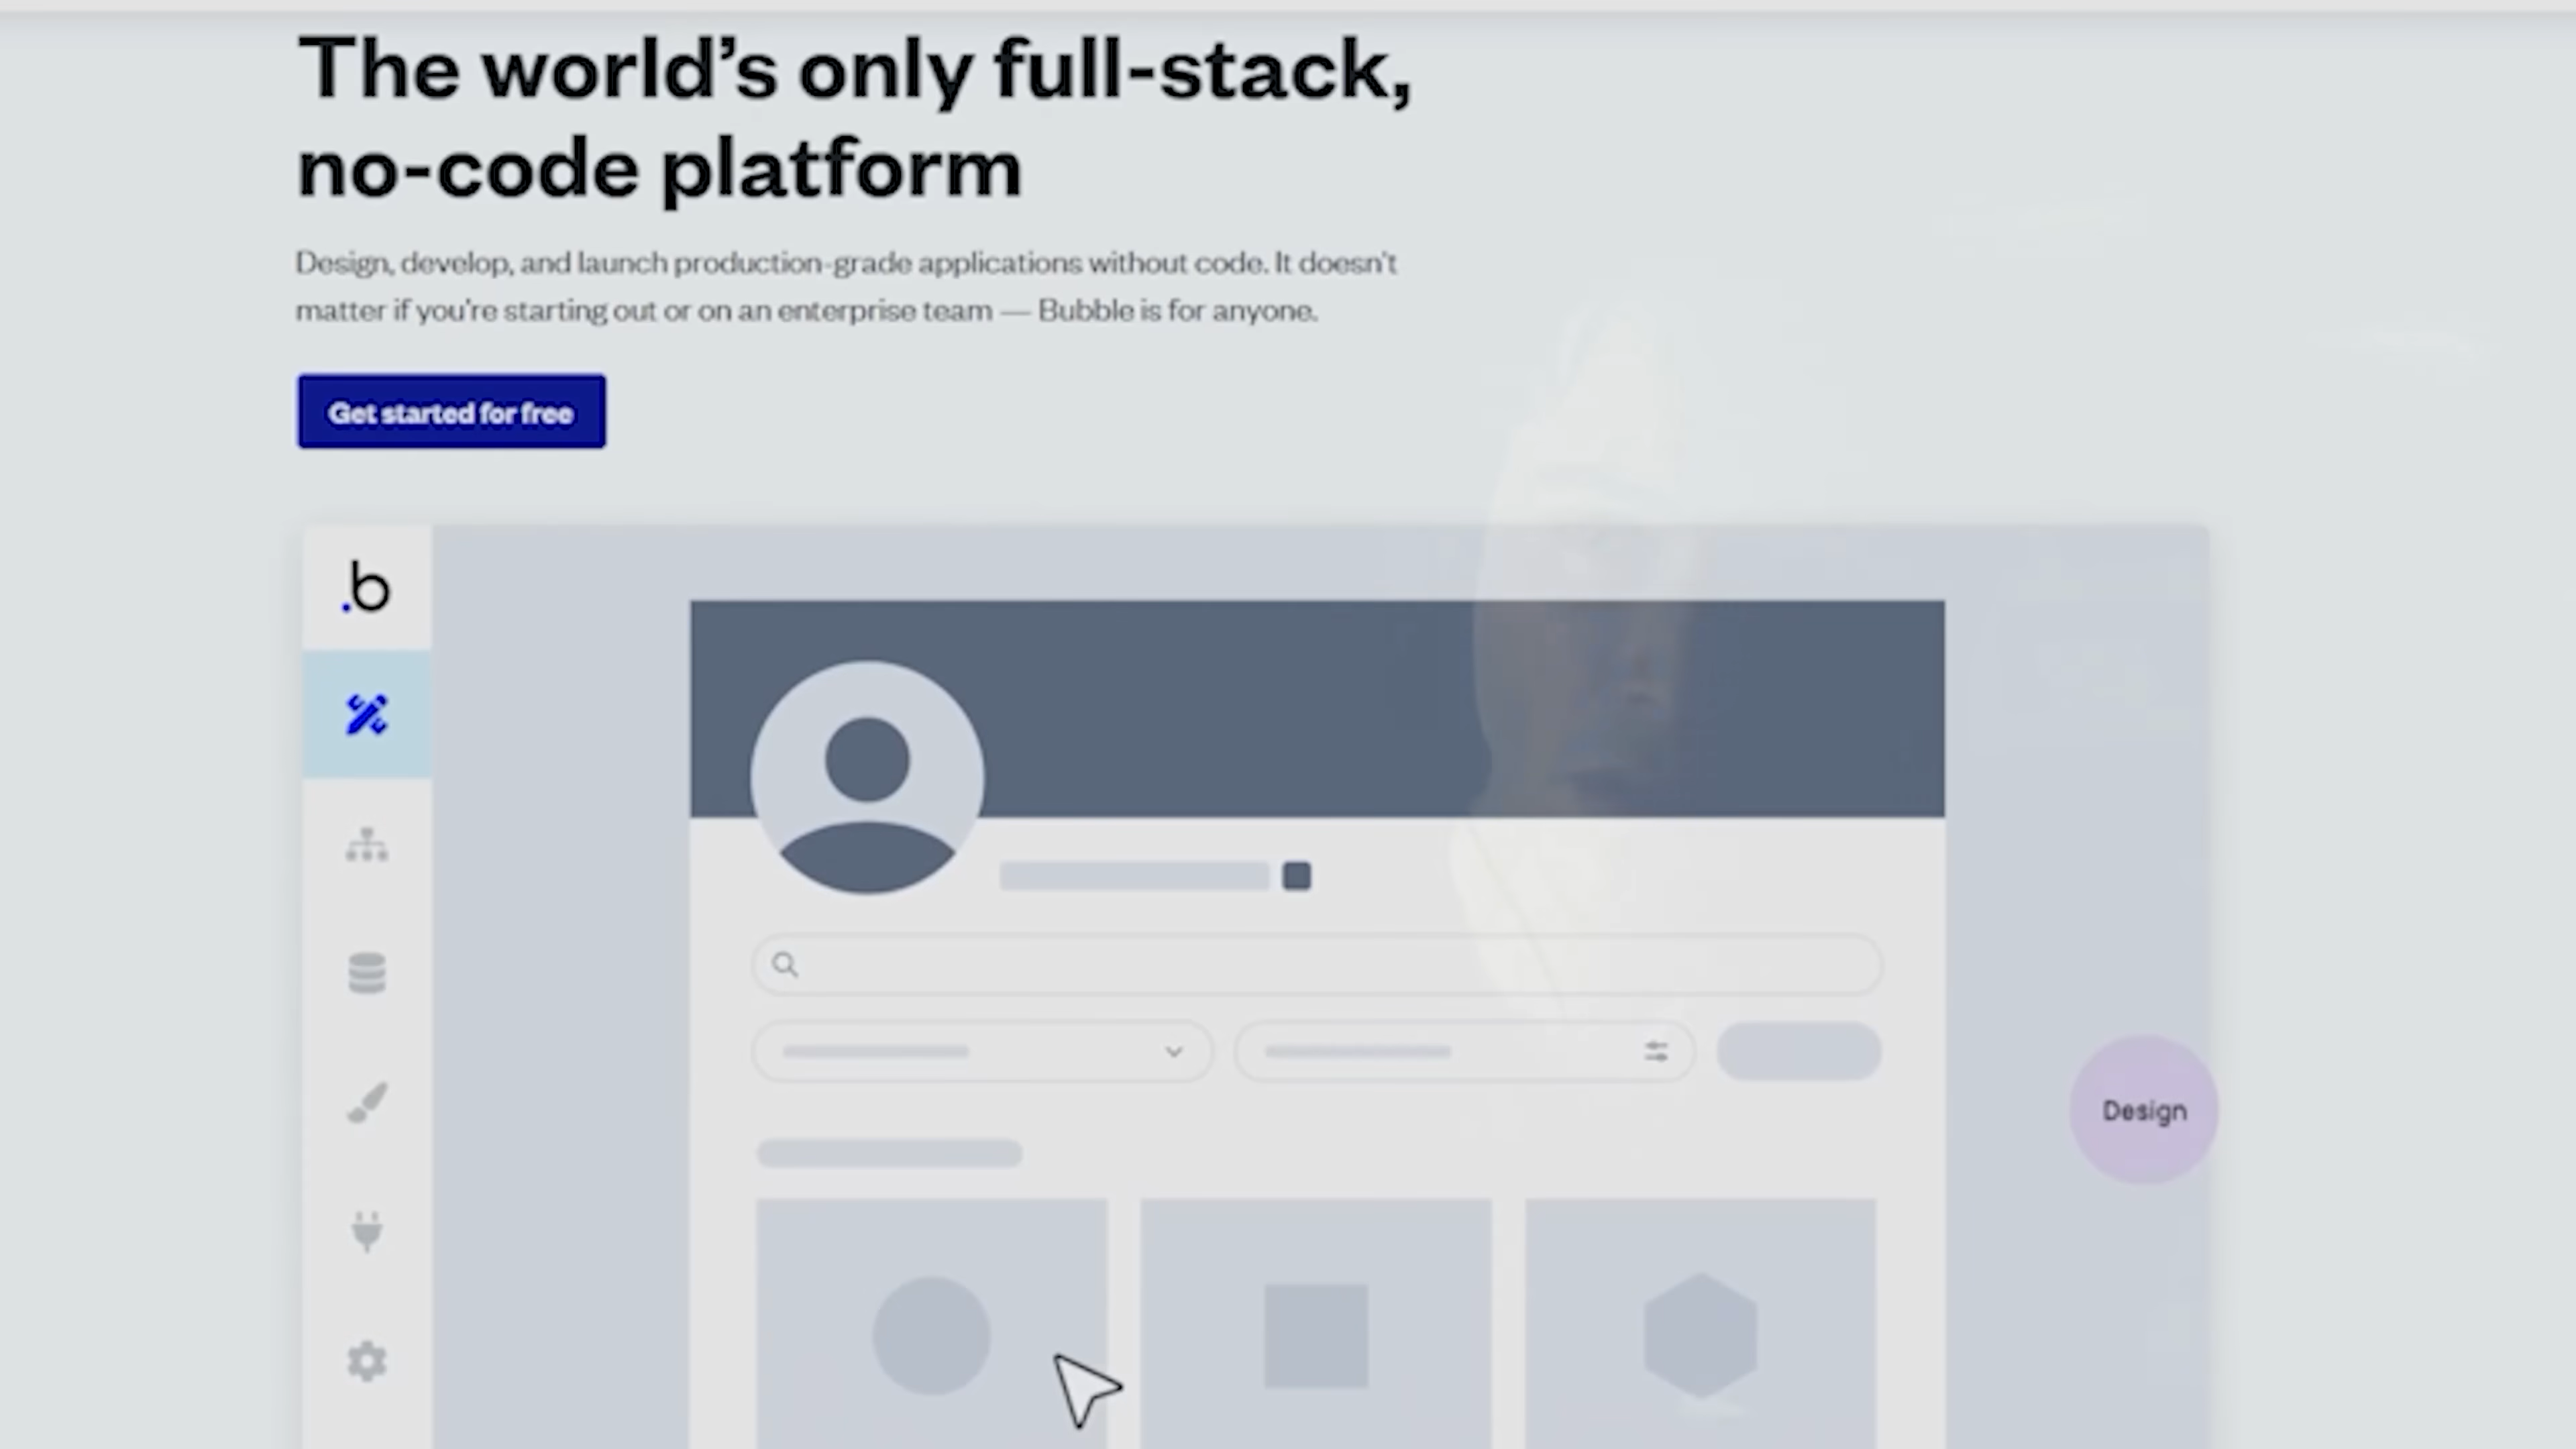 The world’s only full-stack,
no-code platform
Design, develop, and launch production-grade applications without code. It doesn't
matter if you're starting out or on an enterprise team — Bubble is for anyone.
Get started for free
.b
Design